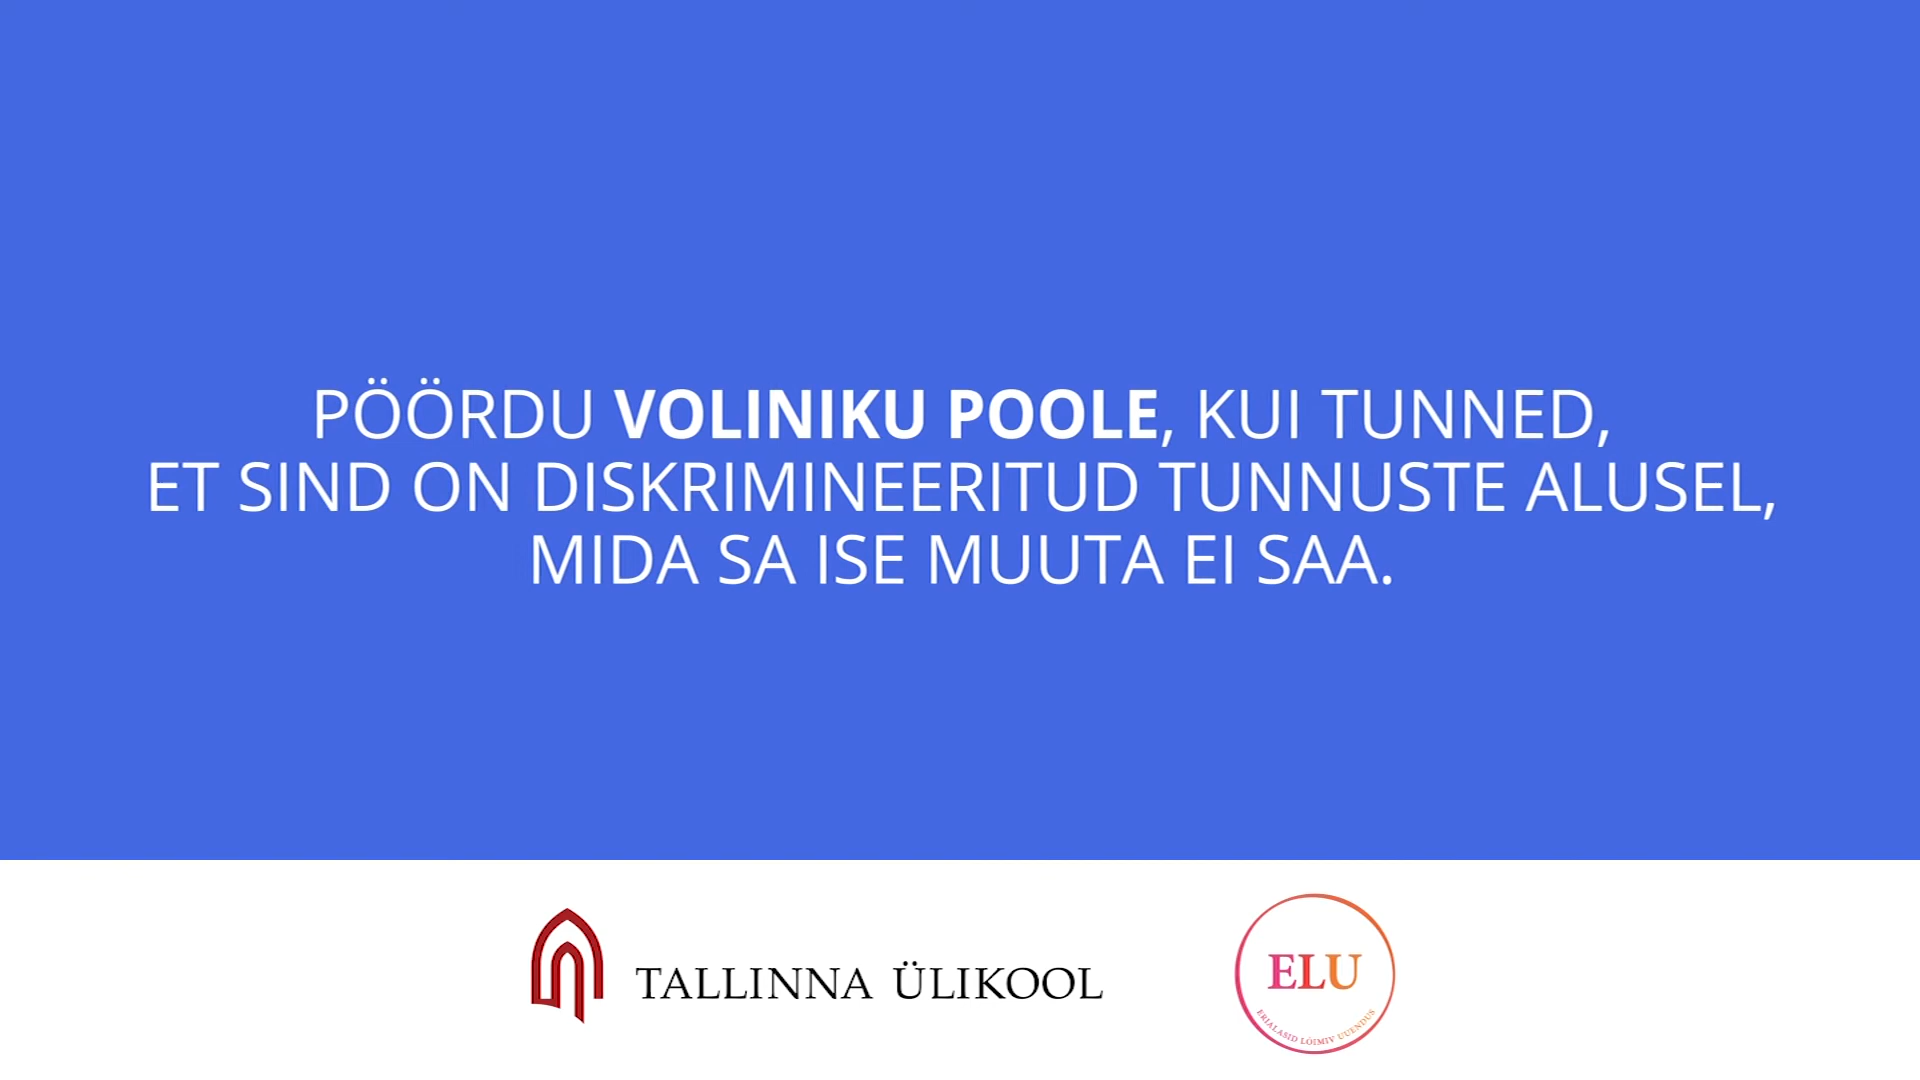 PÖÖRDU VOLINIKU POOLE, KUI TUNNED,
ET SIND ON DISKRIMINEERITUD TUNNUSTE ALUSEL,
MIDA SA ISE MUUTA EI SAA.
TALLINNA ÜLIKOOL
ELU
ERIALASID LÕIMIV UUENDUS